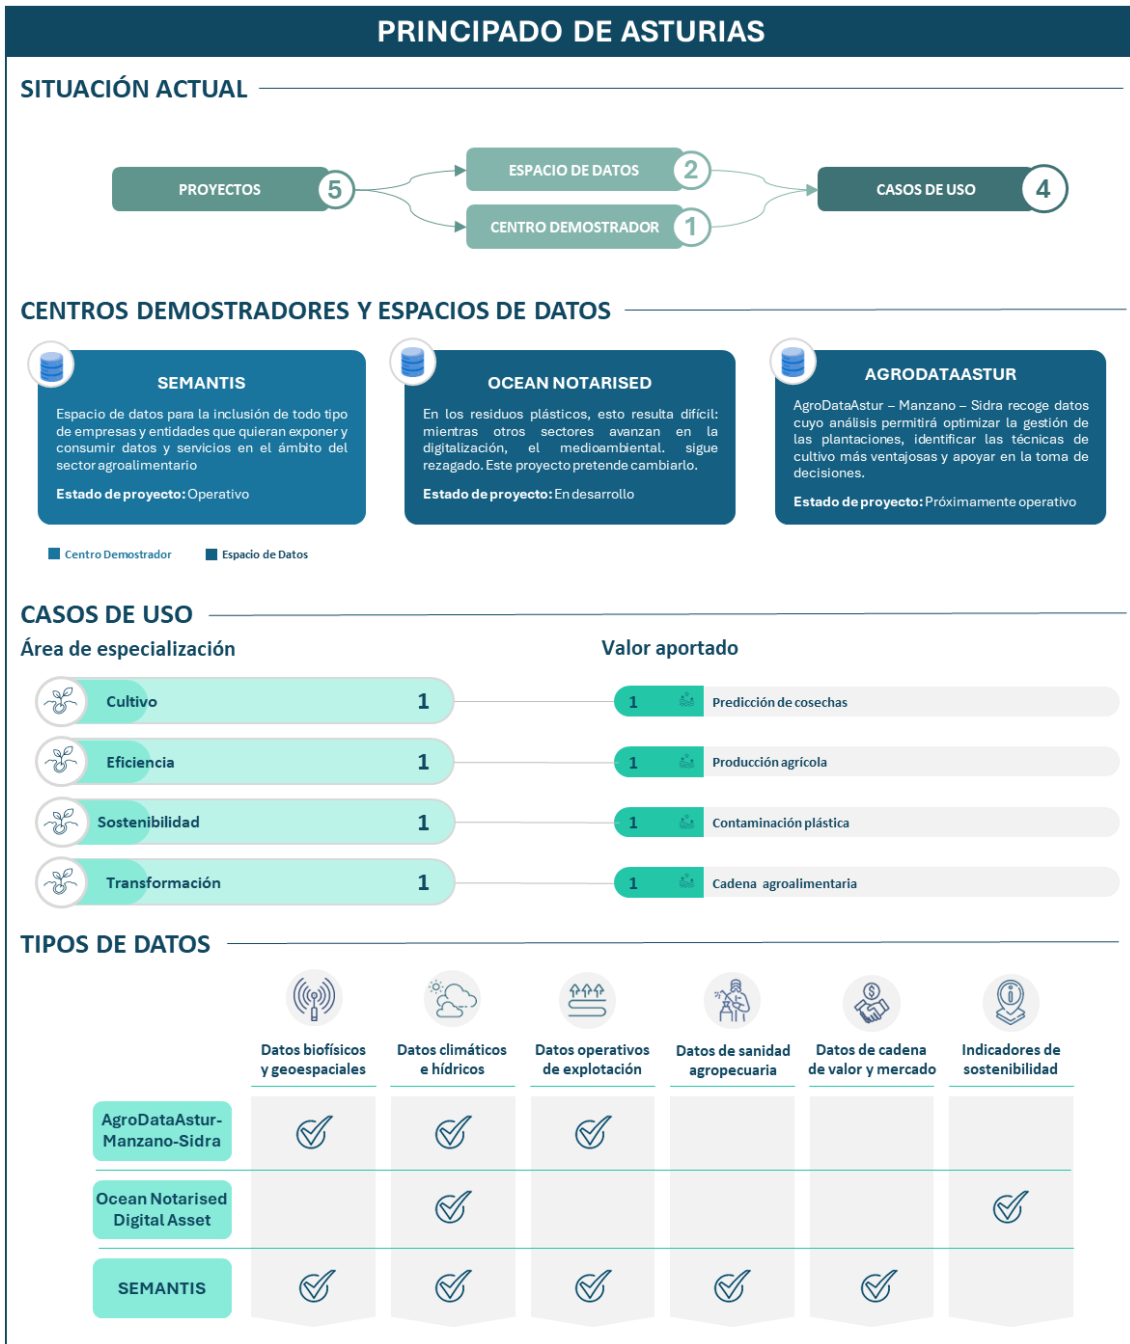 PRINCIPADO DE ASTURIAS
SITUACIÓN ACTUAL
PROYECTOS
5
ESPACIO DE DATOS
2
CENTRO DEMOSTRADOR
1
CASOS DE USO
4
CENTROS DEMOSTRADORES Y ESPACIOS DE DATOS
SEMANTIS
Espacio de datos para la inclusión de todo tipo
de empresas y entidades que quieran exponer y
consumir datos y servicios en el ámbito del
sector agroalimentario
Estado de proyecto: Operativo
OCEAN NOTARISED
En los residuos plásticos, esto resulta difícil:
mientras otros sectores avanzan en la
digitalización, el medioambiental. sigue
rezagado. Este proyecto pretende cambiarlo.
Estado de proyecto: En desarrollo
AGRODATAASTUR
AgroDataAstur – Manzano – Sidra recoge datos
cuyo análisis permitirá optimizar la gestión de
las plantaciones, identificar las técnicas de
cultivo más ventajosas y apoyar en la toma de
decisiones.
Estado de proyecto: Próximamente operativo
Centro Demostrador
Espacio de Datos
CASOS DE USO
Área de especialización
Valor aportado
Cultivo
1
1
Predicción de cosechas
Eficiencia
1
1
Producción agrícola
Sostenibilidad
1
1
Contaminación plástica
Transformación
1
1
Cadena agroalimentaria
TIPOS DE DATOS
Datos biofísicos
y geoespaciales
Datos climáticos
e hídricos
Datos operativos
de explotación
Datos de sanidad
agropecuaria
Datos de cadena
de valor y mercado
Indicadores de
sostenibilidad
AgroDataAstur-
Manzano-Sidra
Ocean Notarised
Digital Asset
SEMANTIS